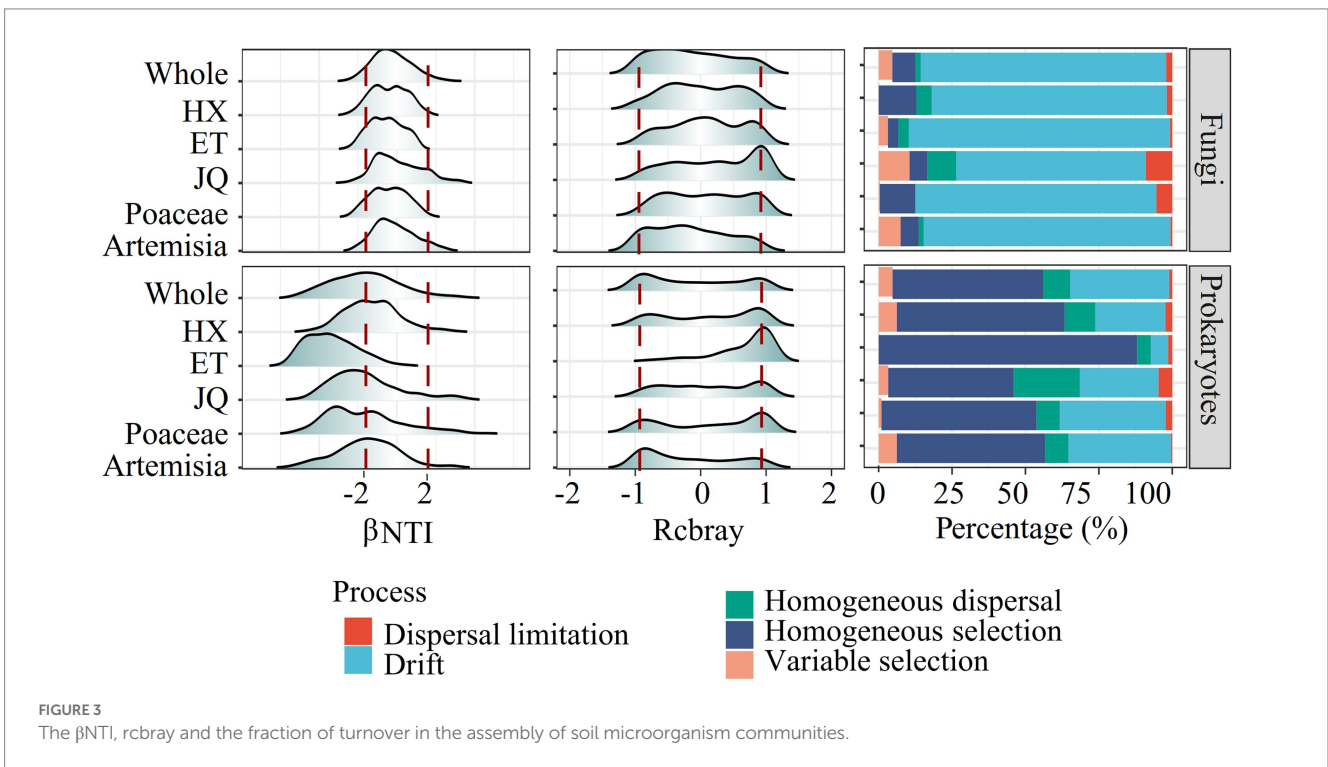 Whole
HX
ET
JQ
Poaceae
Artemisia
Fungi
Whole
HX
ET
JQ
Poaceae
Artemisia
Prokaryotes
-2 2
βNTI
-2 -1 0 1 2
Rcbray
0 25 50 75 100
Percentage (%)
Process
Dispersal limitation
Drift
Homogeneous dispersal
Homogeneous selection
Variable selection
FIGURE 3
The βNTI, rcbray and the fraction of turnover in the assembly of soil microorganism communities.